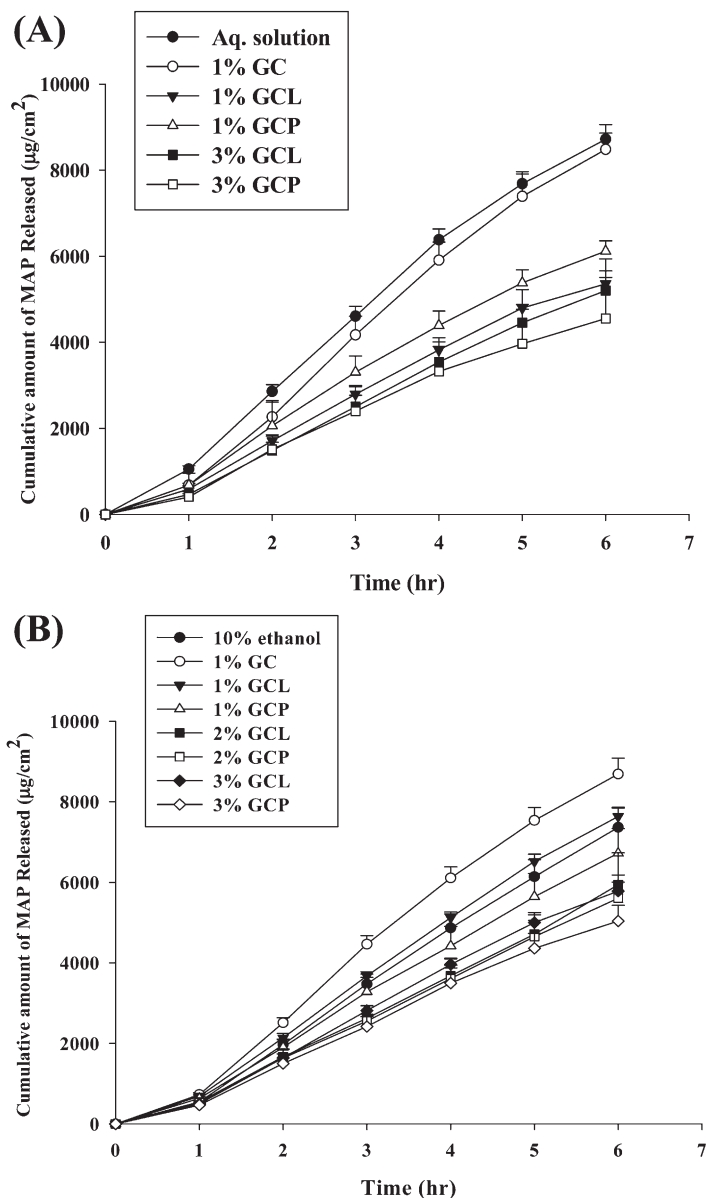 (A)
Aq. solution
1% GC
1% GCL
1% GCP
3% GCL
3% GCP
Cumulative amount of MAP Released (µg/cm²)
10000
8000
6000
4000
2000
0
0 1 2 3 4 5 6 7
Time (hr)
(B)
10% ethanol
1% GC
1% GCL
1% GCP
2% GCL
2% GCP
3% GCL
3% GCP
Cumulative amount of MAP Released (µg/cm²)
10000
8000
6000
4000
2000
0
0 1 2 3 4 5 6 7
Time (hr)